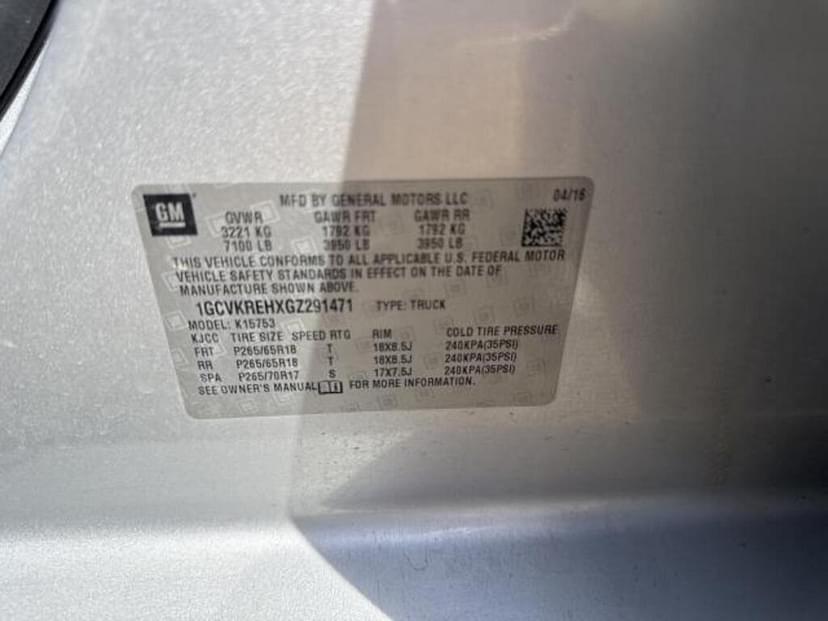 GM
MFD BY GENERAL MOTORS LLC 04/16
GVWR GAWR FRT GAWR RR
3221 KG 1792 KG 1792 KG
7100 LB 3950 LB 3950 LB
THIS VEHICLE CONFORMS TO ALL APPLICABLE U.S. FEDERAL MOTOR
VEHICLE SAFETY STANDARDS IN EFFECT ON THE DATE OF
MANUFACTURE SHOWN ABOVE.
1GCVKREHXGZ291471 TYPE: TRUCK
MODEL: K15753
KJCC TIRE SIZE SPEED RTG RIM COLD TIRE PRESSURE
FRT P265/65R18 T 18X8.5J 240KPA(35PSI)
RR P265/65R18 T 18X8.5J 240KPA(35PSI)
SPA P265/70R17 S 17X7.5J 240KPA(35PSI)
SEE OWNER'S MANUAL FOR MORE INFORMATION.